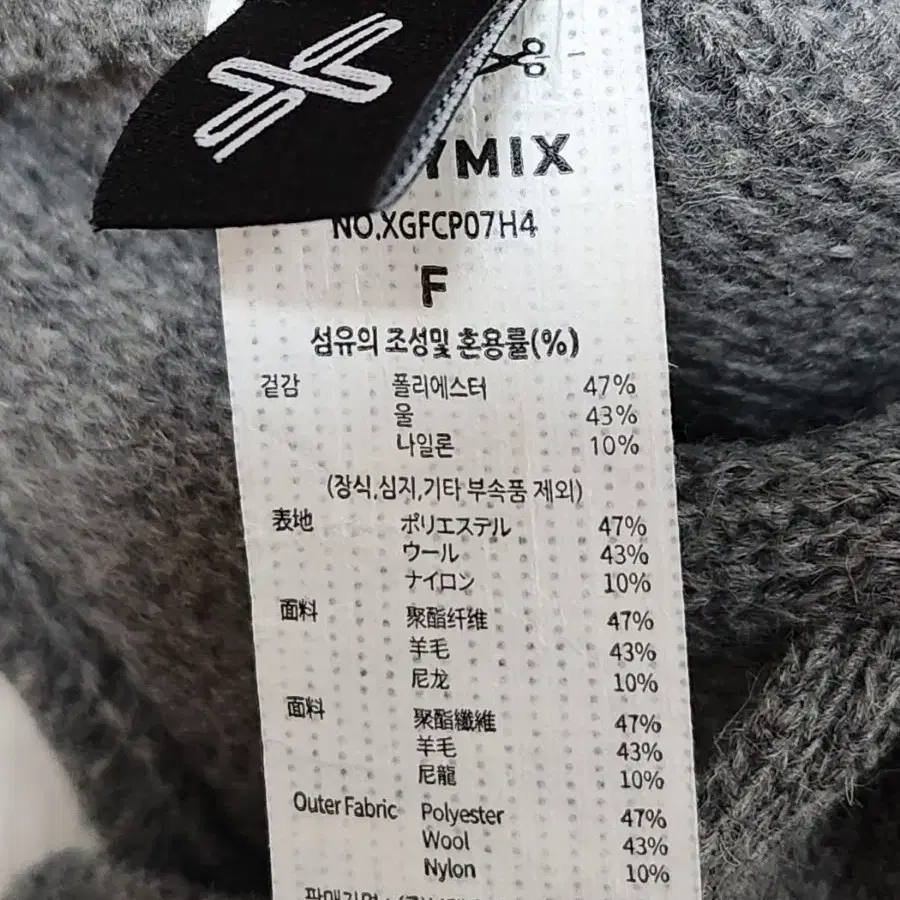 YMIX
NO.XGFCP07H4
F
섬유의 조성및 혼용률(%)
겉감 폴리에스터 47%
울 43%
나일론 10%
(장식,심지,기타 부속품 제외)
表地 ポリエステル 47%
ウール 43%
ナイロン 10%
面料 聚酯纤维 47%
羊毛 43%
尼龙 10%
面料 聚酯纖維 47%
羊毛 43%
尼龍 10%
Outer Fabric Polyester 47%
Wool 43%
Nylon 10%